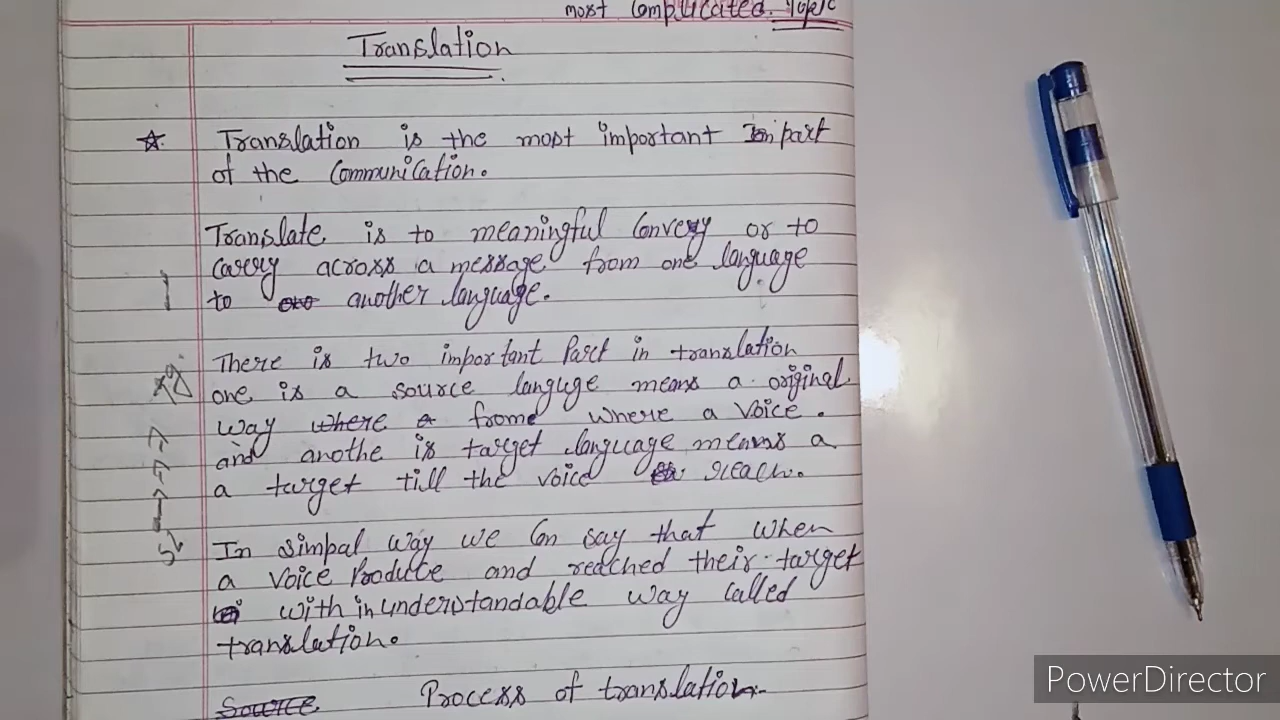 most Complicated. Topic
Translation
Translation is the most important part
of the Communication.
Translate is to meaningful Convey or to
Carry across a message from one language
to another language.
There is two important Part in translation
one is a source languge means a original
way where a frome where a voice.
and anothe is target language means a
a target till the voice reach.
In simpal way we Can say that when
a voice Produce and reached their target
with in understandable way called
translation.
Source Process of translation:-
PowerDirector